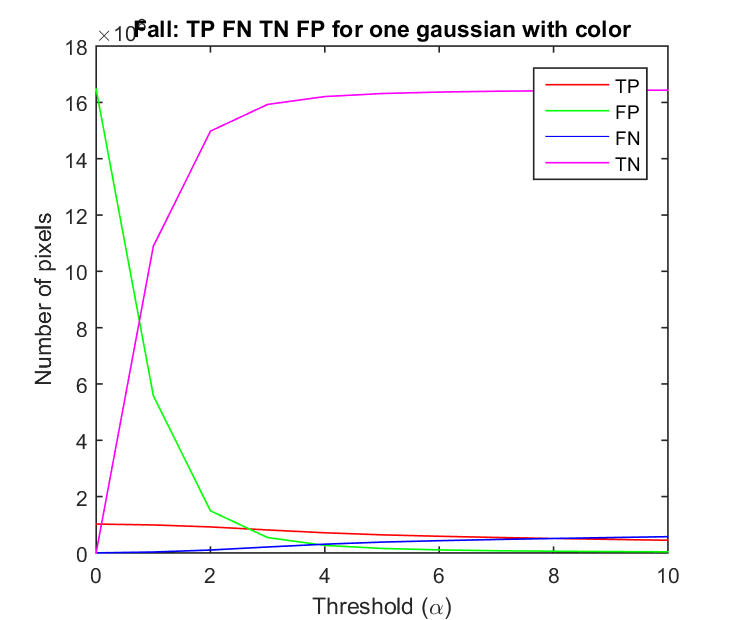 Fall: TP FN TN FP for one gaussian with color
×10
18
16
14
12
10
8
6
4
2
0
0 2 4 6 8 10
Number of pixels
Threshold (α)
TP
FP
FN
TN